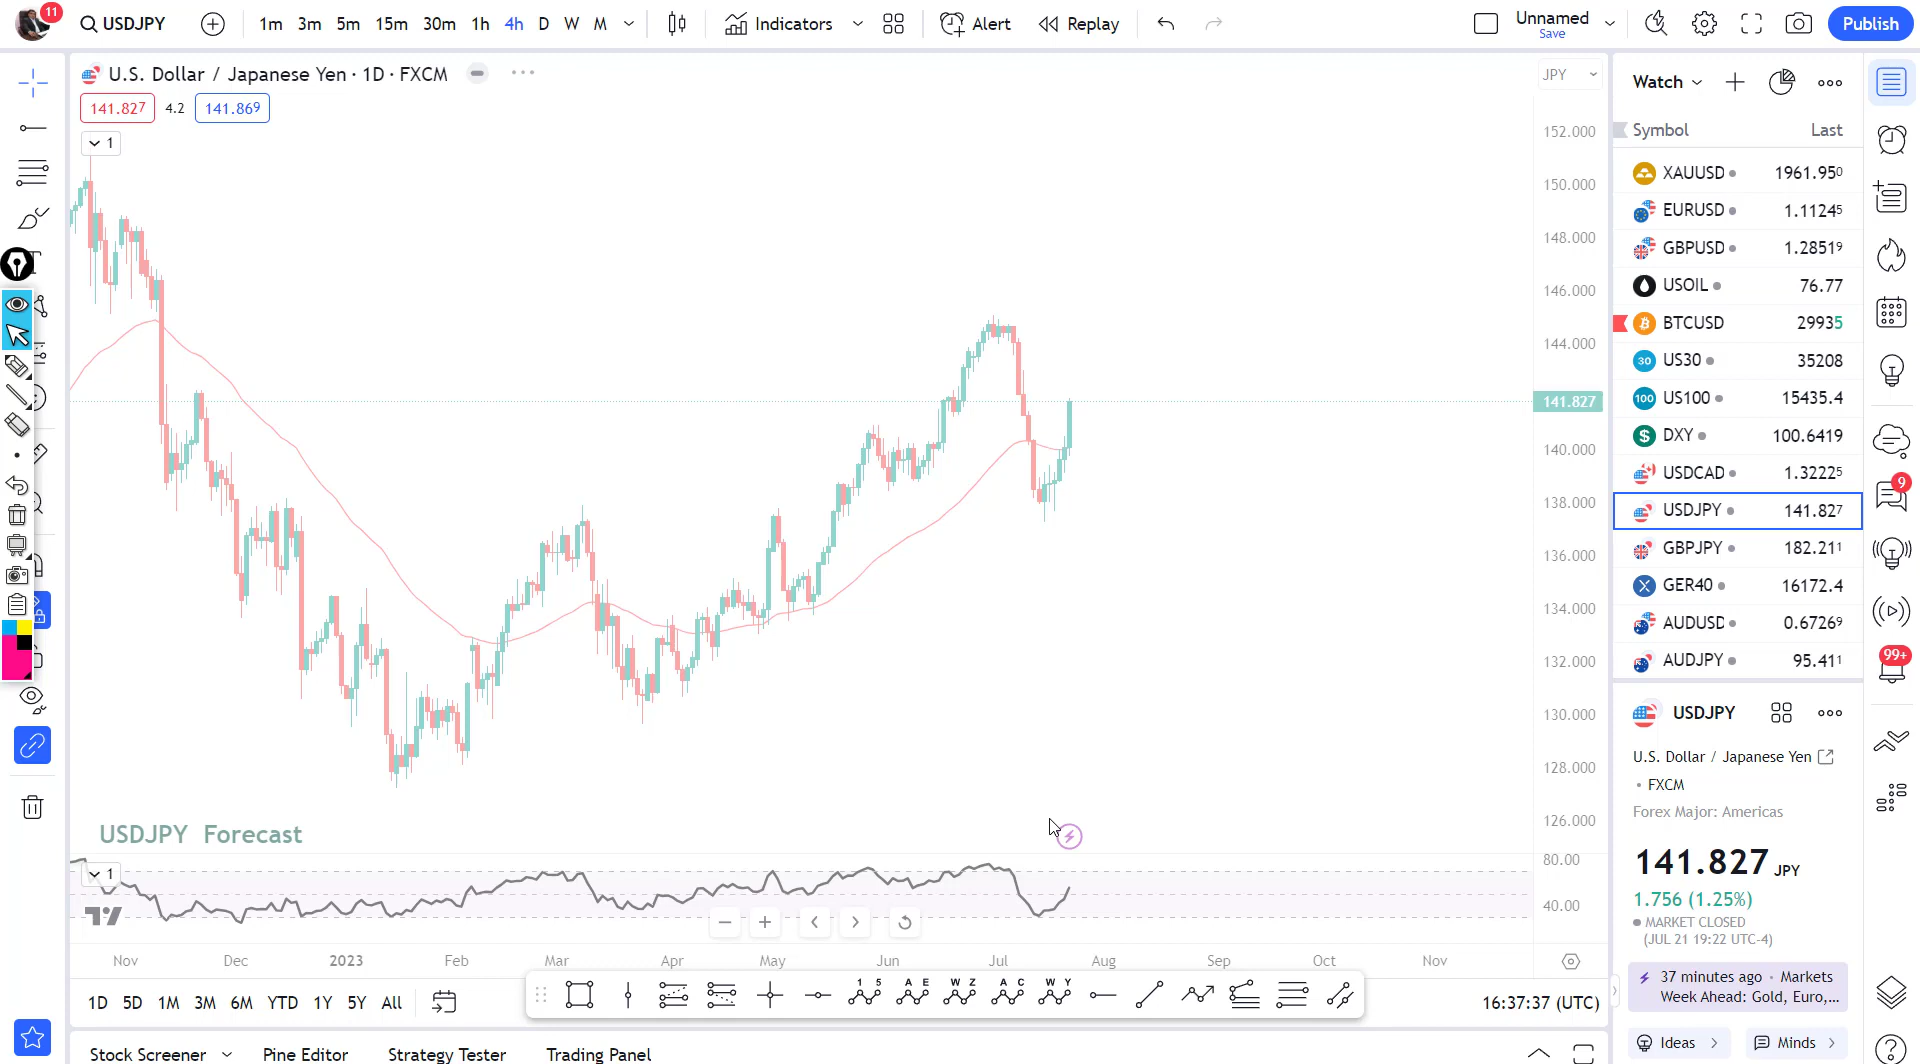 11
USDJPY
1m 3m 5m 15m 30m 1h 4h D W M
Indicators
Alert
Replay
Unnamed
Save
Publish
U.S. Dollar / Japanese Yen · 1D · FXCM
141.827 4.2 141.869
1
JPY
152.000
150.000
148.000
146.000
144.000
141.827
140.000
138.000
136.000
134.000
132.000
130.000
128.000
126.000
USDJPY Forecast
1
80.00
40.00
Nov Dec 2023 Feb Mar Apr May Jun Jul Aug Sep Oct Nov
1D 5D 1M 3M 6M YTD 1Y 5Y All
1 5
A E
W Z
A C
W Y
16:37:37 (UTC)
Stock Screener Pine Editor Strategy Tester Trading Panel
Watch
Symbol Last
XAUUSD 1961.950
EURUSD 1.11245
GBPUSD 1.28519
USOIL 76.77
BTCUSD 29935
30 US30 35208
100 US100 15435.4
$ DXY 100.6419
USDCAD 1.32225
USDJPY 141.827
GBPJPY 182.211
GER40 16172.4
AUDUSD 0.67269
AUDJPY 95.411
USDJPY
U.S. Dollar / Japanese Yen
• FXCM
Forex Major: Americas
141.827 JPY
1.756 (1.25%)
MARKET CLOSED
(JUL 21 19:22 UTC-4)
37 minutes ago · Markets
Week Ahead: Gold, Euro,...
Ideas
Minds
9
99+